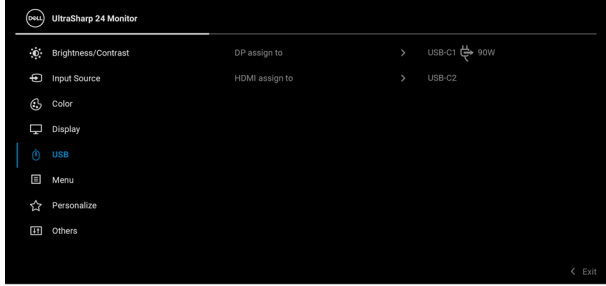 DELL UltraSharp 24 Monitor
Brightness/Contrast DP assign to > USB-C1 90W
Input Source HDMI assign to > USB-C2
Color
Display
USB
Menu
Personalize
Others
< Exit